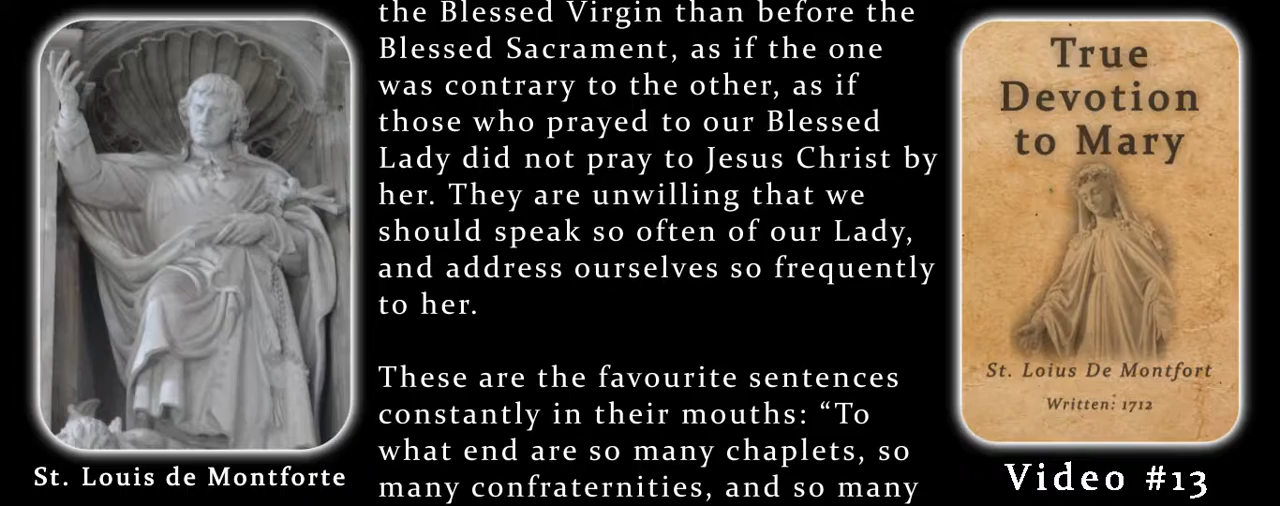 the Blessed Virgin than before the
Blessed Sacrament, as if the one
was contrary to the other, as if
those who prayed to our Blessed
Lady did not pray to Jesus Christ by
her. They are unwilling that we
should speak so often of our Lady,
and address ourselves so frequently
to her.
These are the favourite sentences
constantly in their mouths: “To
what end are so many chaplets, so
many confraternities, and so many
St. Louis de Montforte
True
Devotion
to Mary
St. Loius De Montfort
Written: 1712
Video #13